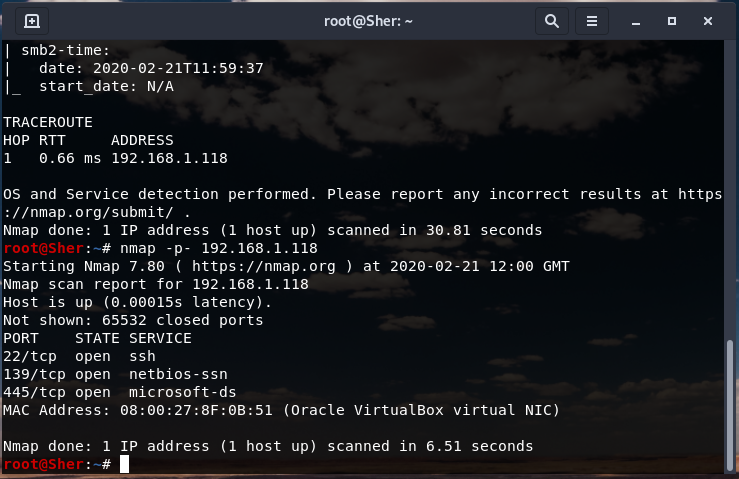 root@Sher: ~
| smb2-time:
|   date: 2020-02-21T11:59:37
|_  start_date: N/A
TRACEROUTE
HOP RTT     ADDRESS
1   0.66 ms 192.168.1.118
OS and Service detection performed. Please report any incorrect results at https
://nmap.org/submit/ .
Nmap done: 1 IP address (1 host up) scanned in 30.81 seconds
root@Sher:~# nmap -p- 192.168.1.118
Starting Nmap 7.80 ( https://nmap.org ) at 2020-02-21 12:00 GMT
Nmap scan report for 192.168.1.118
Host is up (0.00015s latency).
Not shown: 65532 closed ports
PORT    STATE SERVICE
22/tcp  open  ssh
139/tcp open  netbios-ssn
445/tcp open  microsoft-ds
MAC Address: 08:00:27:8F:0B:51 (Oracle VirtualBox virtual NIC)
Nmap done: 1 IP address (1 host up) scanned in 6.51 seconds
root@Sher:~#